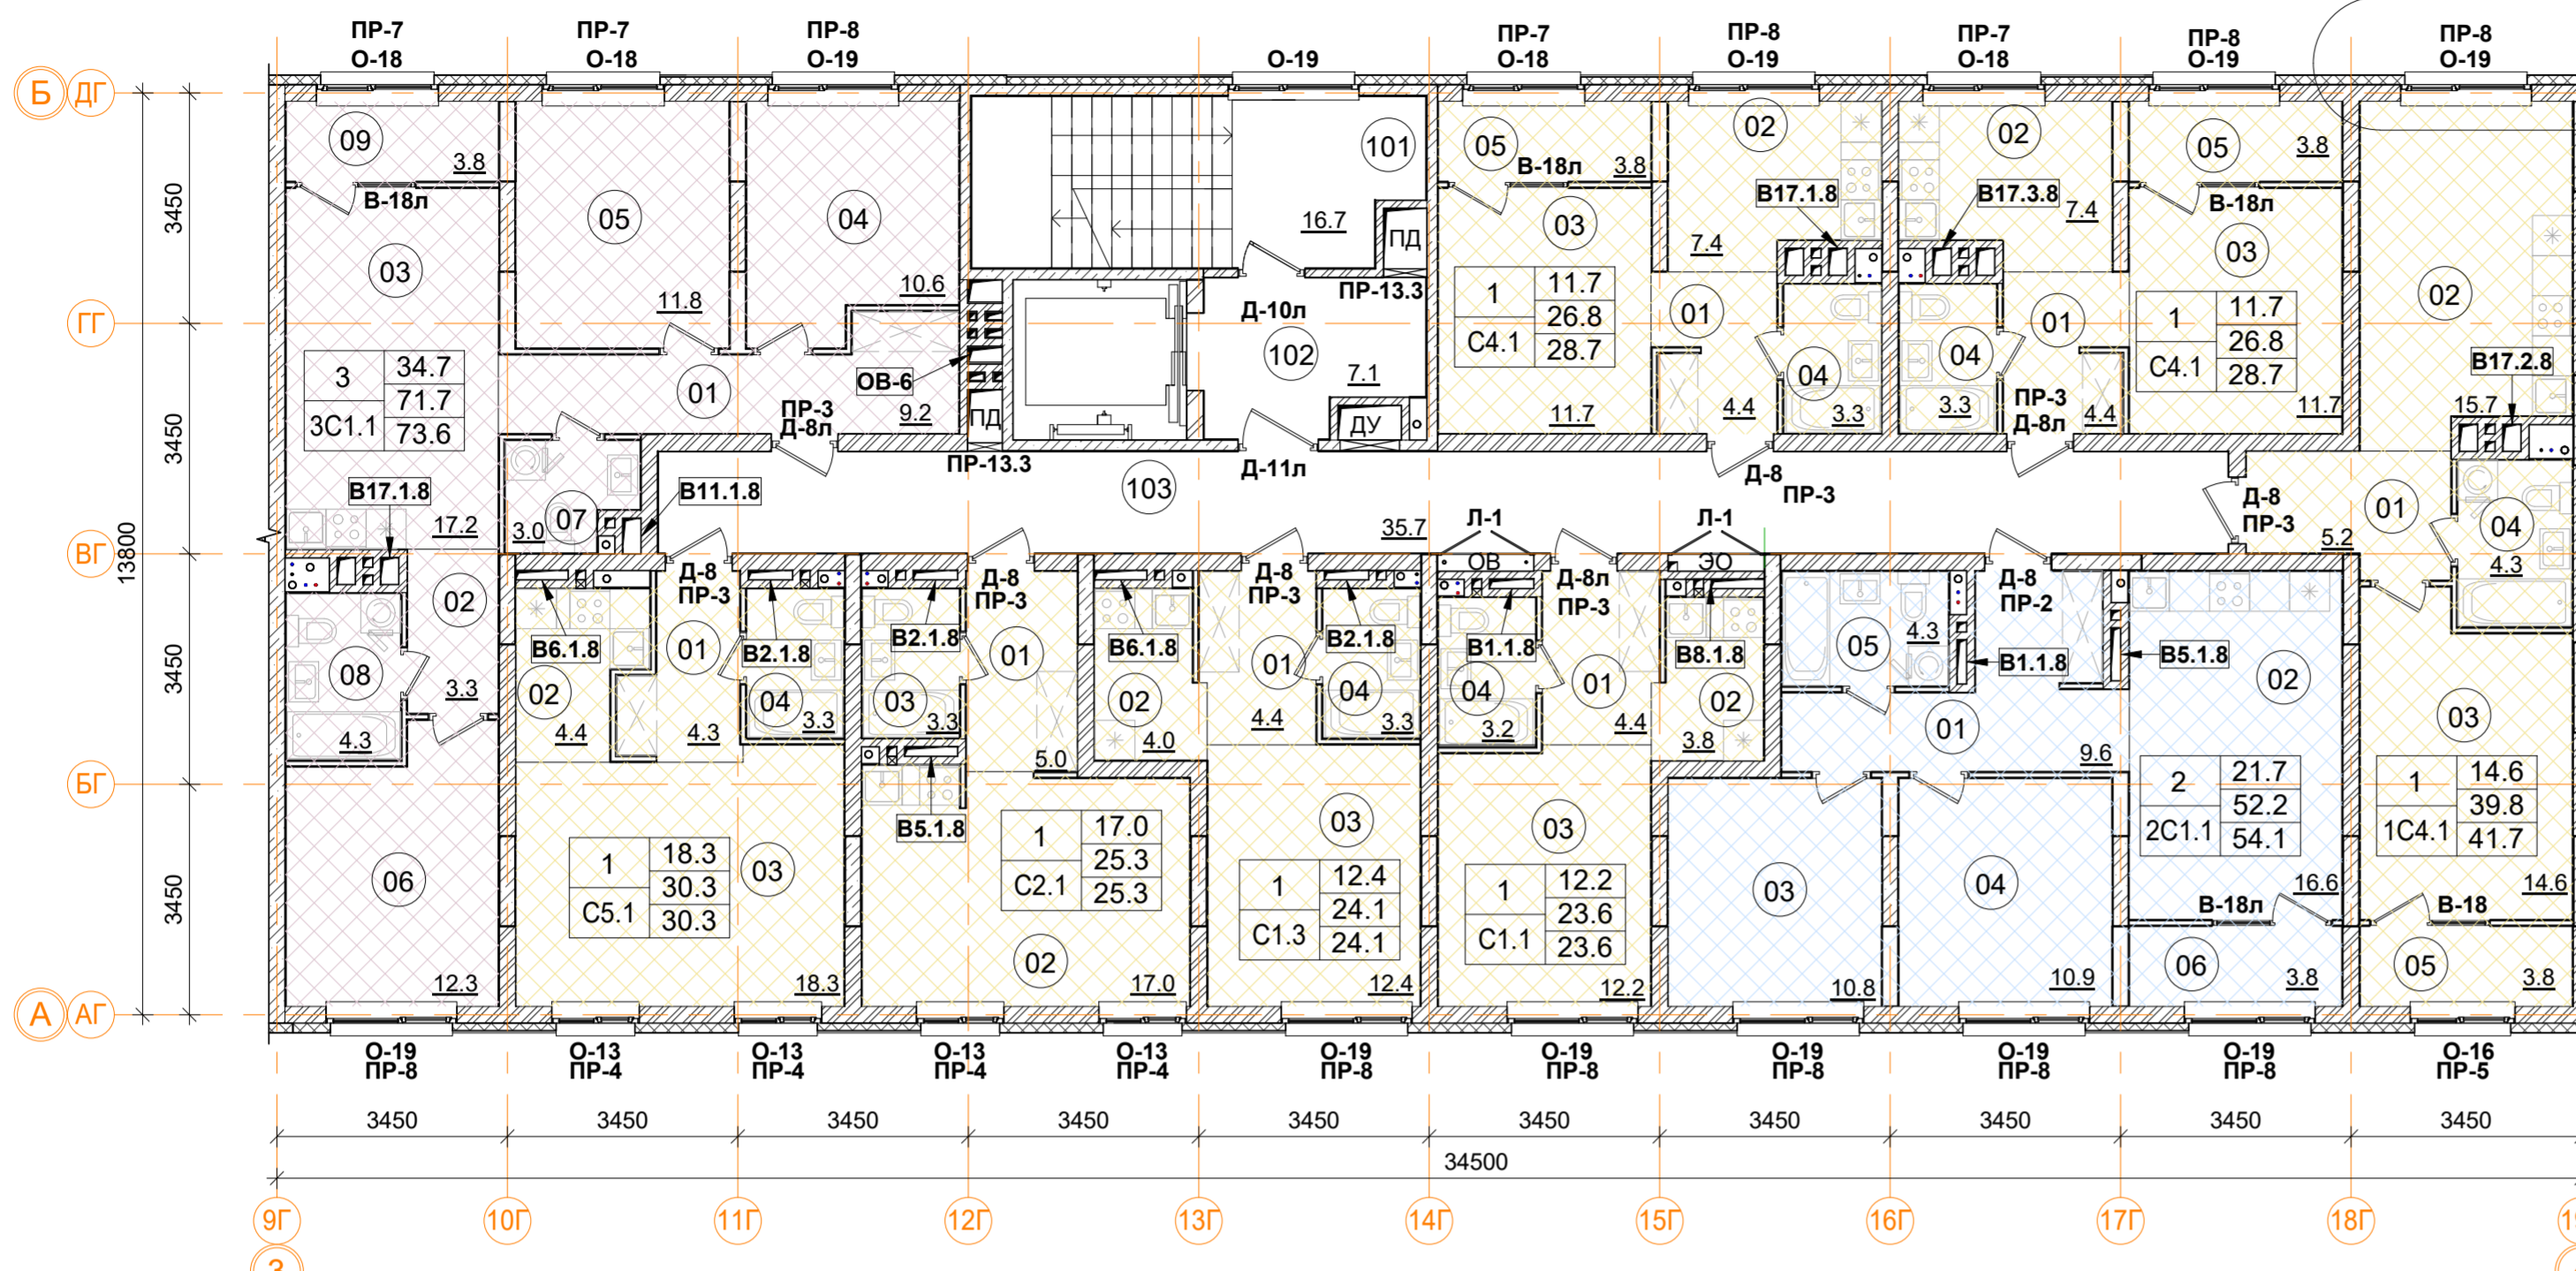 ПР-7
О-18
ПР-7
О-18
ПР-8
О-19
О-19
ПР-7
О-18
ПР-8
О-19
ПР-7
О-18
ПР-8
О-19
ПР-8
О-19
Б
ДГ
ГГ
ВГ
БГ
А
АГ
3450
3450
3450
3450
13800
09
3.8
В-18л
03
3
34.7
71.7
3С1.1
73.6
В17.1.8
17.2
05
11.8
04
10.6
01
9.2
ПР-3
Д-8л
ОВ-6
ПД
ПР-13.3
3.0
07
В11.1.8
02
3.3
08
4.3
06
12.3
101
16.7
ПД
ПР-13.3
Д-10л
102
7.1
ДУ
Д-11л
103
35.7
05
3.8
В-18л
03
1
11.7
26.8
С4.1
28.7
11.7
02
В17.1.8
7.4
01
4.4
04
3.3
Д-8
ПР-3
02
В17.3.8
7.4
04
3.3
01
4.4
ПР-3
Д-8л
05
3.8
В-18л
03
1
11.7
26.8
С4.1
28.7
11.7
02
В17.2.8
15.7
Д-8
ПР-3
01
5.2
04
4.3
03
1
14.6
39.8
1С4.1
41.7
14.6
В-18
05
3.8
В6.1.8
02
4.4
Д-8
ПР-3
01
4.3
В2.1.8
04
3.3
1
18.3
30.3
С5.1
30.3
03
18.3
В2.1.8
03
3.3
Д-8
ПР-3
01
5.0
В5.1.8
1
17.0
25.3
С2.1
25.3
02
17.0
В6.1.8
02
4.0
Д-8
ПР-3
01
4.4
В2.1.8
04
3.3
03
1
12.4
24.1
С1.3
24.1
12.4
Л-1
ОВ
Л-1
ЭО
Д-8л
ПР-3
В1.1.8
04
3.2
01
4.4
В8.1.8
02
3.8
03
1
12.2
23.6
С1.1
23.6
12.2
05
4.3
Д-8
ПР-2
В1.1.8
В5.1.8
01
9.6
02
2
21.7
52.2
2С1.1
54.1
16.6
В-18л
03
10.8
04
10.9
06
3.8
О-19
ПР-8
О-13
ПР-4
О-13
ПР-4
О-13
ПР-4
О-13
ПР-4
О-19
ПР-8
О-19
ПР-8
О-19
ПР-8
О-19
ПР-8
О-19
ПР-8
О-16
ПР-5
3450 3450 3450 3450 3450 3450 3450 3450 3450 3450
34500
9Г 10Г 11Г 12Г 13Г 14Г 15Г 16Г 17Г 18Г